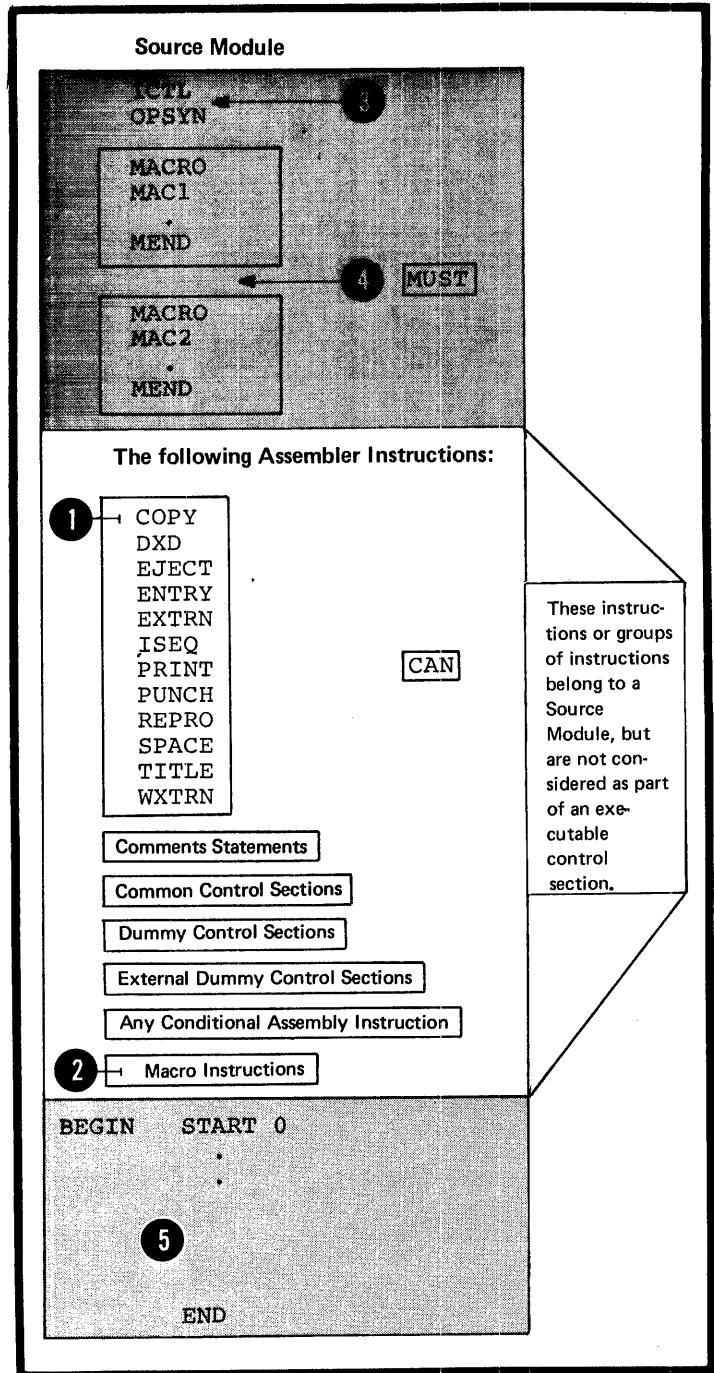 Source Module
ICTL
OPSYN
3
MACRO
MAC1
.
MEND
4 MUST
MACRO
MAC2
.
MEND
The following Assembler Instructions:
1 COPY
DXD
EJECT
ENTRY
EXTRN
ISEQ
PRINT
PUNCH
REPRO
SPACE
TITLE
WXTRN
CAN
These instruc-
tions or groups
of instructions
belong to a
Source
Module, but
are not con-
sidered as part
of an exe-
cutable
control
section.
Comments Statements
Common Control Sections
Dummy Control Sections
External Dummy Control Sections
Any Conditional Assembly Instruction
2 Macro Instructions
BEGIN START 0
.
.
5
END